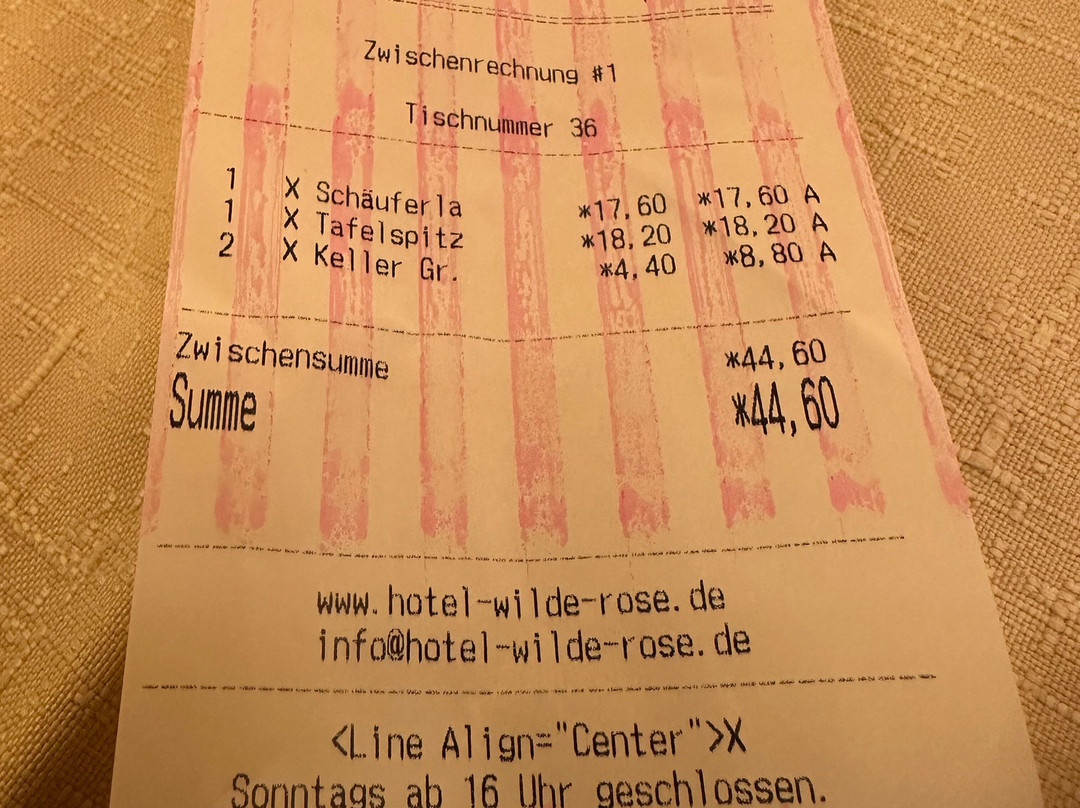 Zwischenrechnung #1
Tischnummer 36
1 X Schäuferla *17,60 *17,60 A
1 X Tafelspitz *18,20 *18,20 A
2 X Keller Gr. *4,40 *8,80 A
Zwischensumme *44,60
Summe *44,60
www.hotel-wilde-rose.de
info@hotel-wilde-rose.de
<Line Align="Center">X
Sonntags ab 16 Uhr geschlossen.